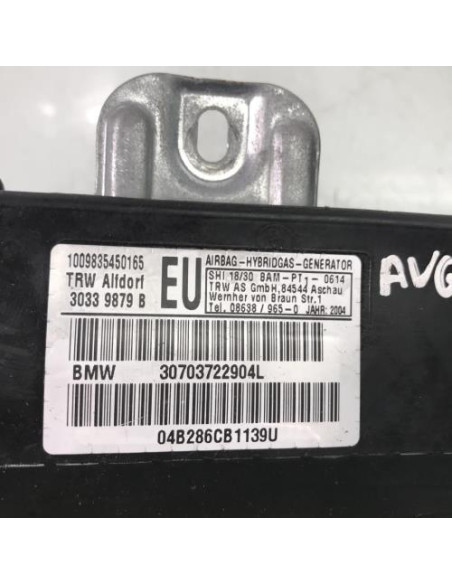 1009835450165
TRW Alfdorf
3033 9879 B
EU
AIRBAG-HYBRIDGAS-GENERATOR
SHI 18/30 BAM-PT1-0614
TRW AS GmbH,84544 Aschau
Wernher von Braun Str.1
Tel. 08638/965-0 JAHR: 2004
BMW 30703722904L
04B286CB1139U
AVG